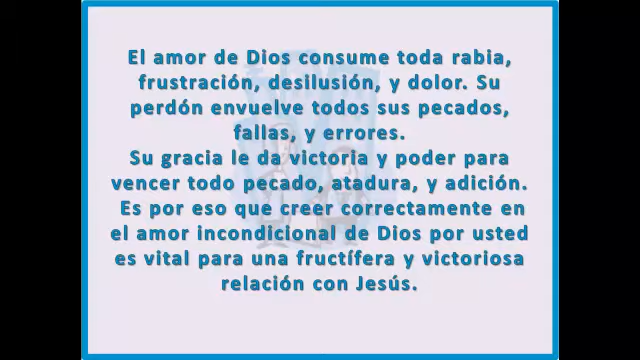 El amor de Dios consume toda rabia,
frustración, desilusión, y dolor. Su
perdón envuelve todos sus pecados,
fallas, y errores.
Su gracia le da victoria y poder para
vencer todo pecado, atadura, y adición.
Es por eso que creer correctamente en
el amor incondicional de Dios por usted
es vital para una fructífera y victoriosa
relación con Jesús.